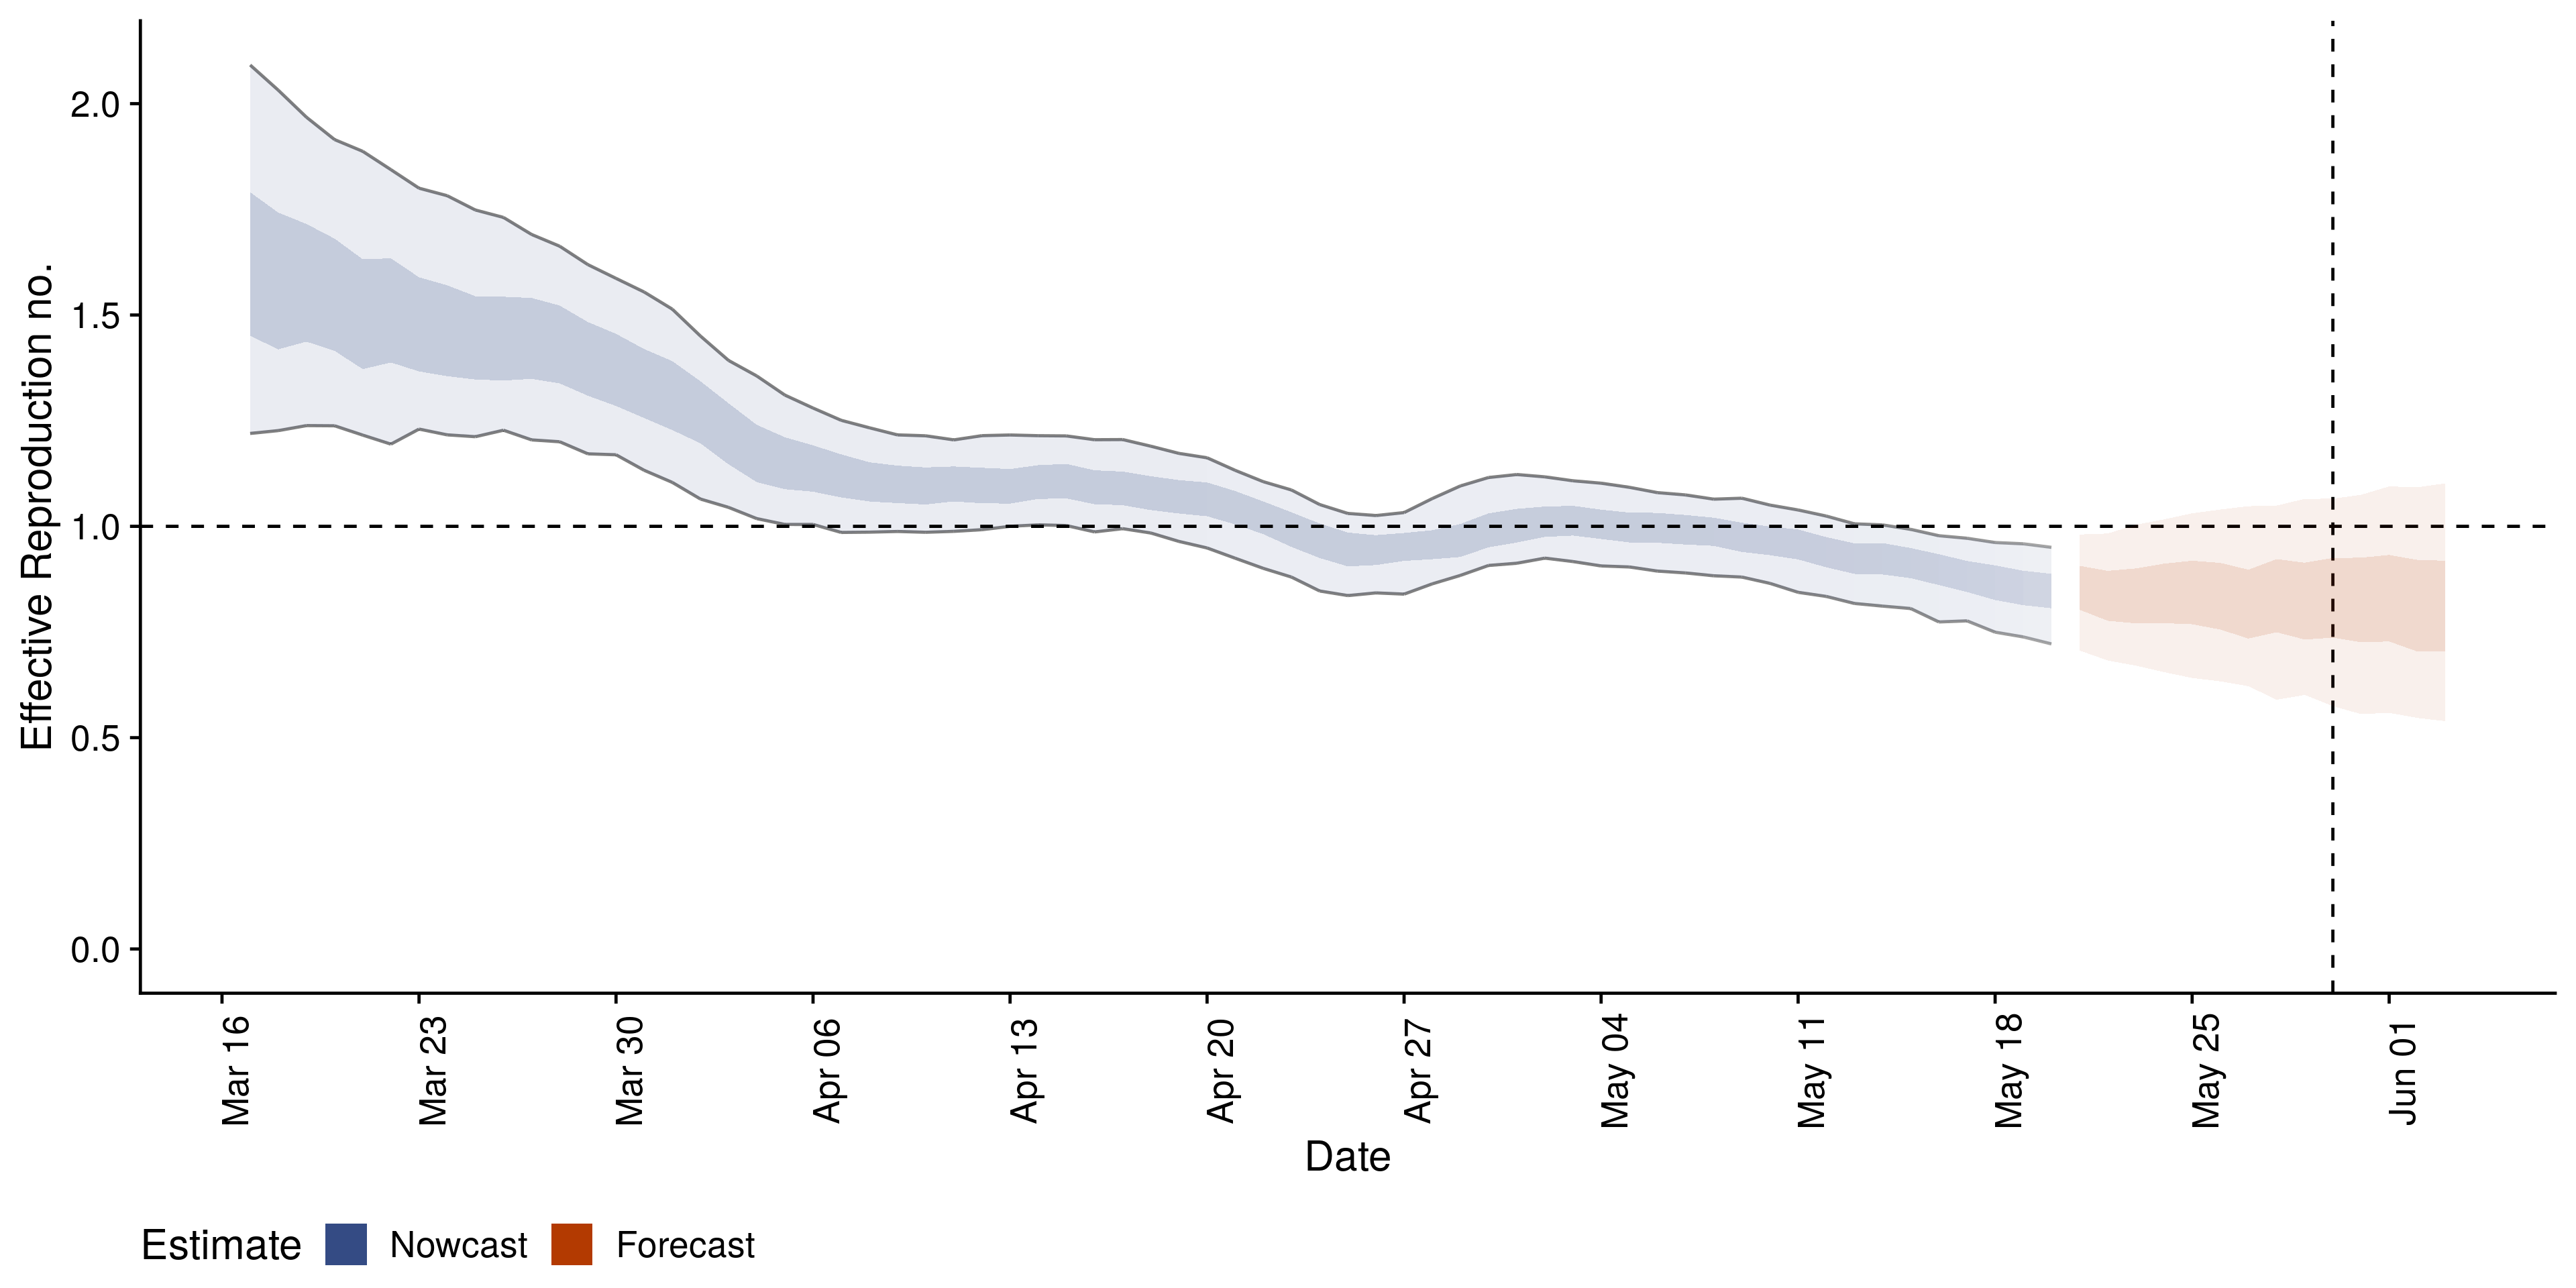 Effective Reproduction no.
2.0
1.5
1.0
0.5
0.0
Mar 16
Mar 23
Mar 30
Apr 06
Apr 13
Apr 20
Apr 27
May 04
May 11
May 18
May 25
Jun 01
Date
Estimate Nowcast Forecast